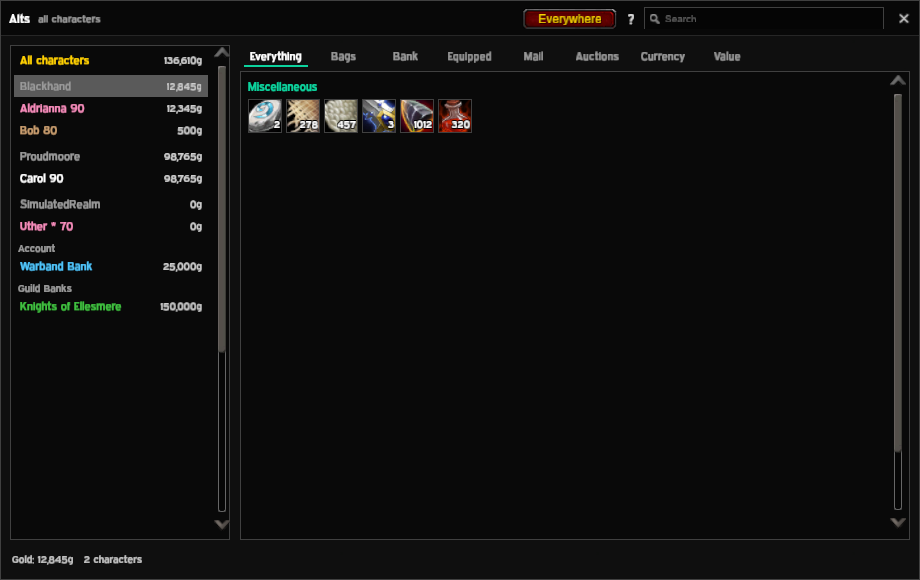 Alts all characters Everywhere ? Search
All characters 136,610g
Blackhand 12,845g
Aldrianna 90 12,345g
Bob 80 500g
Proudmoore 98,765g
Carol 90 98,765g
SimulatedRealm 0g
Uther * 70 0g
Account
Warband Bank 25,000g
Guild Banks
Knights of Ellesmere 150,000g
Everything Bags Bank Equipped Mail Auctions Currency Value
Miscellaneous
2 278 457 3 1012 320
Gold: 12,845g 2 characters